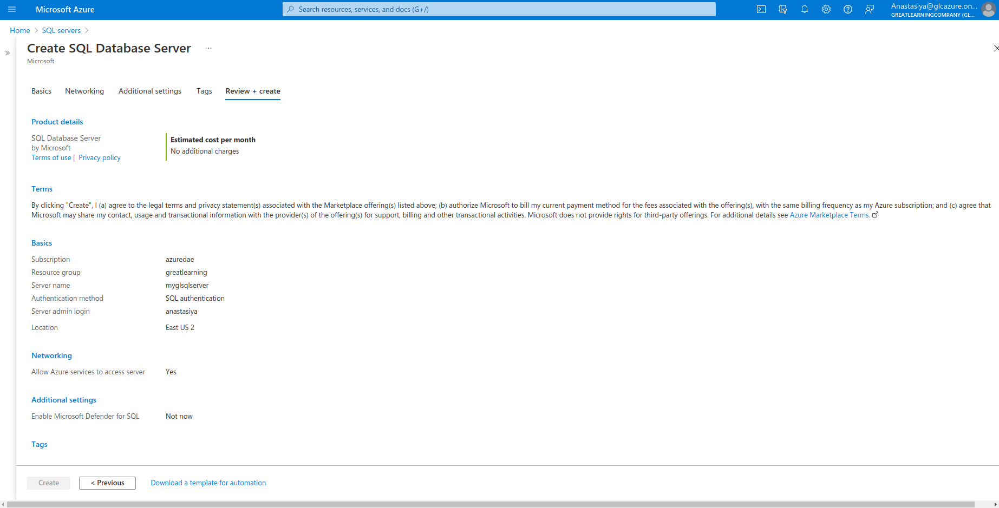 Microsoft Azure
Search resources, services, and docs (G+/)
Anastasiya@glcazure.on...
GREATLEARNINGCOMPANY (GL...
Home > SQL servers >
Create SQL Database Server ...
Microsoft
Basics Networking Additional settings Tags Review + create
Product details
SQL Database Server
by Microsoft
Terms of use | Privacy policy
Estimated cost per month
No additional charges
Terms
By clicking "Create", I (a) agree to the legal terms and privacy statement(s) associated with the Marketplace offering(s) listed above; (b) authorize Microsoft to bill my current payment method for the fees associated with the offering(s), with the same billing frequency as my Azure subscription; and (c) agree that
Microsoft may share my contact, usage and transactional information with the provider(s) of the offering(s) for support, billing and other transactional activities. Microsoft does not provide rights for third-party offerings. For additional details see Azure Marketplace Terms.
Basics
Subscription azuredae
Resource group greatlearning
Server name myglsqlserver
Authentication method SQL authentication
Server admin login anastasiya
Location East US 2
Networking
Allow Azure services to access server Yes
Additional settings
Enable Microsoft Defender for SQL Not now
Tags
Create < Previous Download a template for automation